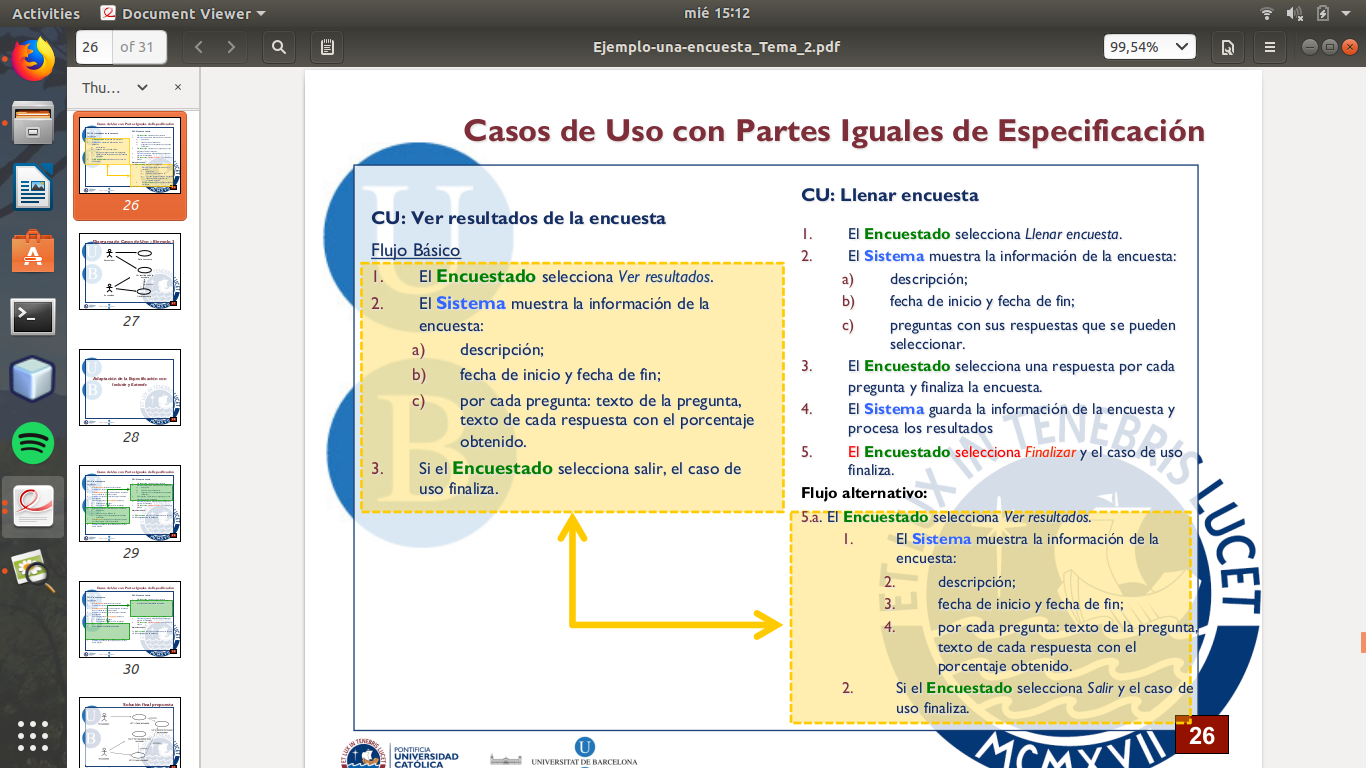 Activities
Document Viewer
mié 15:12
26
of 31
Ejemplo-una-encuesta_Tema_2.pdf
99,54%
Thu...
26
27
28
29
30
Casos de Uso con Partes Iguales de Especificación
CU: Ver resultados de la encuesta
Flujo Básico
1. El Encuestado selecciona Ver resultados.
2. El Sistema muestra la información de la
encuesta:
a) descripción;
b) fecha de inicio y fecha de fin;
c) por cada pregunta: texto de la pregunta,
texto de cada respuesta con el porcentaje
obtenido.
3. Si el Encuestado selecciona salir, el caso de
uso finaliza.
CU: Llenar encuesta
1. El Encuestado selecciona Llenar encuesta.
2. El Sistema muestra la información de la encuesta:
a) descripción;
b) fecha de inicio y fecha de fin;
c) preguntas con sus respuestas que se pueden
seleccionar.
3. El Encuestado selecciona una respuesta por cada
pregunta y finaliza la encuesta.
4. El Sistema guarda la información de la encuesta y
procesa los resultados
5. El Encuestado selecciona Finalizar y el caso de uso
finaliza.
Flujo alternativo:
5.a. El Encuestado selecciona Ver resultados.
1. El Sistema muestra la información de la
encuesta:
2. descripción;
3. fecha de inicio y fecha de fin;
4. por cada pregunta: texto de la pregunta,
texto de cada respuesta con el
porcentaje obtenido.
2. Si el Encuestado selecciona Salir y el caso de
uso finaliza.
U
B
ET LUX IN TENEBRIS LUCET
MCMXVII
26
PONTIFICIA
UNIVERSIDAD
CATÓLICA
U
UNIVERSITAT DE BARCELONA